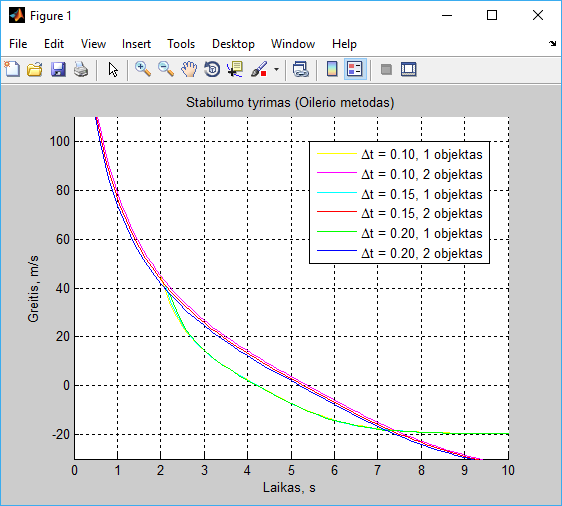 Figure 1
File Edit View Insert Tools Desktop Window Help
Stabilumo tyrimas (Oilerio metodas)
Δt = 0.10, 1 objektas
Δt = 0.10, 2 objektas
Δt = 0.15, 1 objektas
Δt = 0.15, 2 objektas
Δt = 0.20, 1 objektas
Δt = 0.20, 2 objektas
Greitis, m/s
100
80
60
40
20
0
-20
0 1 2 3 4 5 6 7 8 9 10
Laikas, s